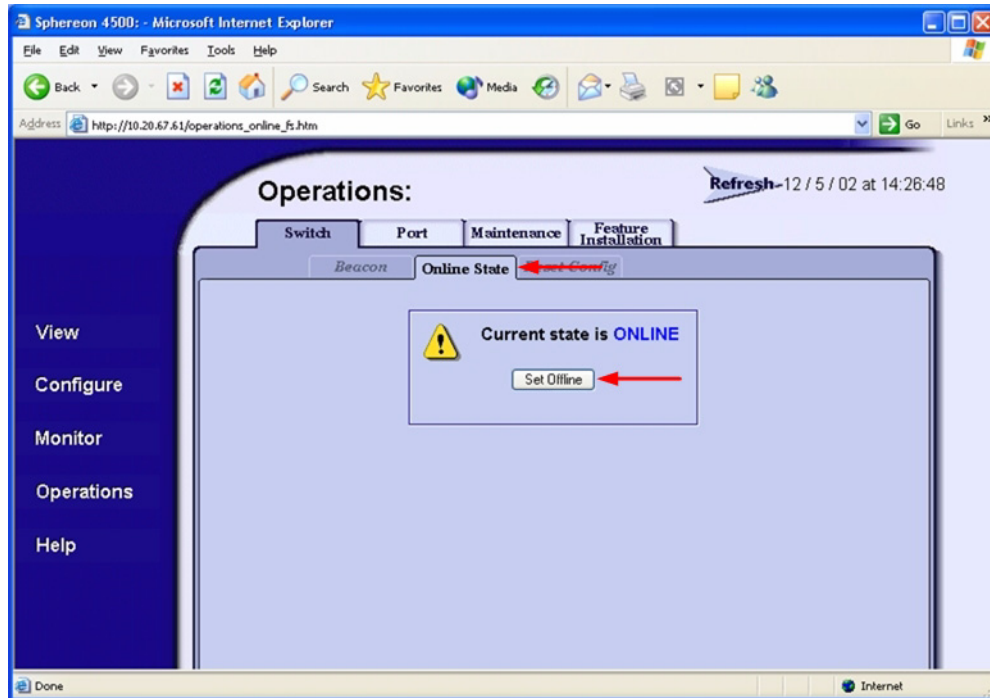 Sphereon 4500: - Microsoft Internet Explorer
File Edit View Favorites Tools Help
Back Search Favorites Media
Address http://10.20.67.61/operations_online_fs.htm Go Links »
Operations: Refresh-12 / 5 / 02 at 14:26:48
Switch Port Maintenance Feature Installation
Beacon Online State Reset Config
Current state is ONLINE
Set Offline
View
Configure
Monitor
Operations
Help
Done Internet